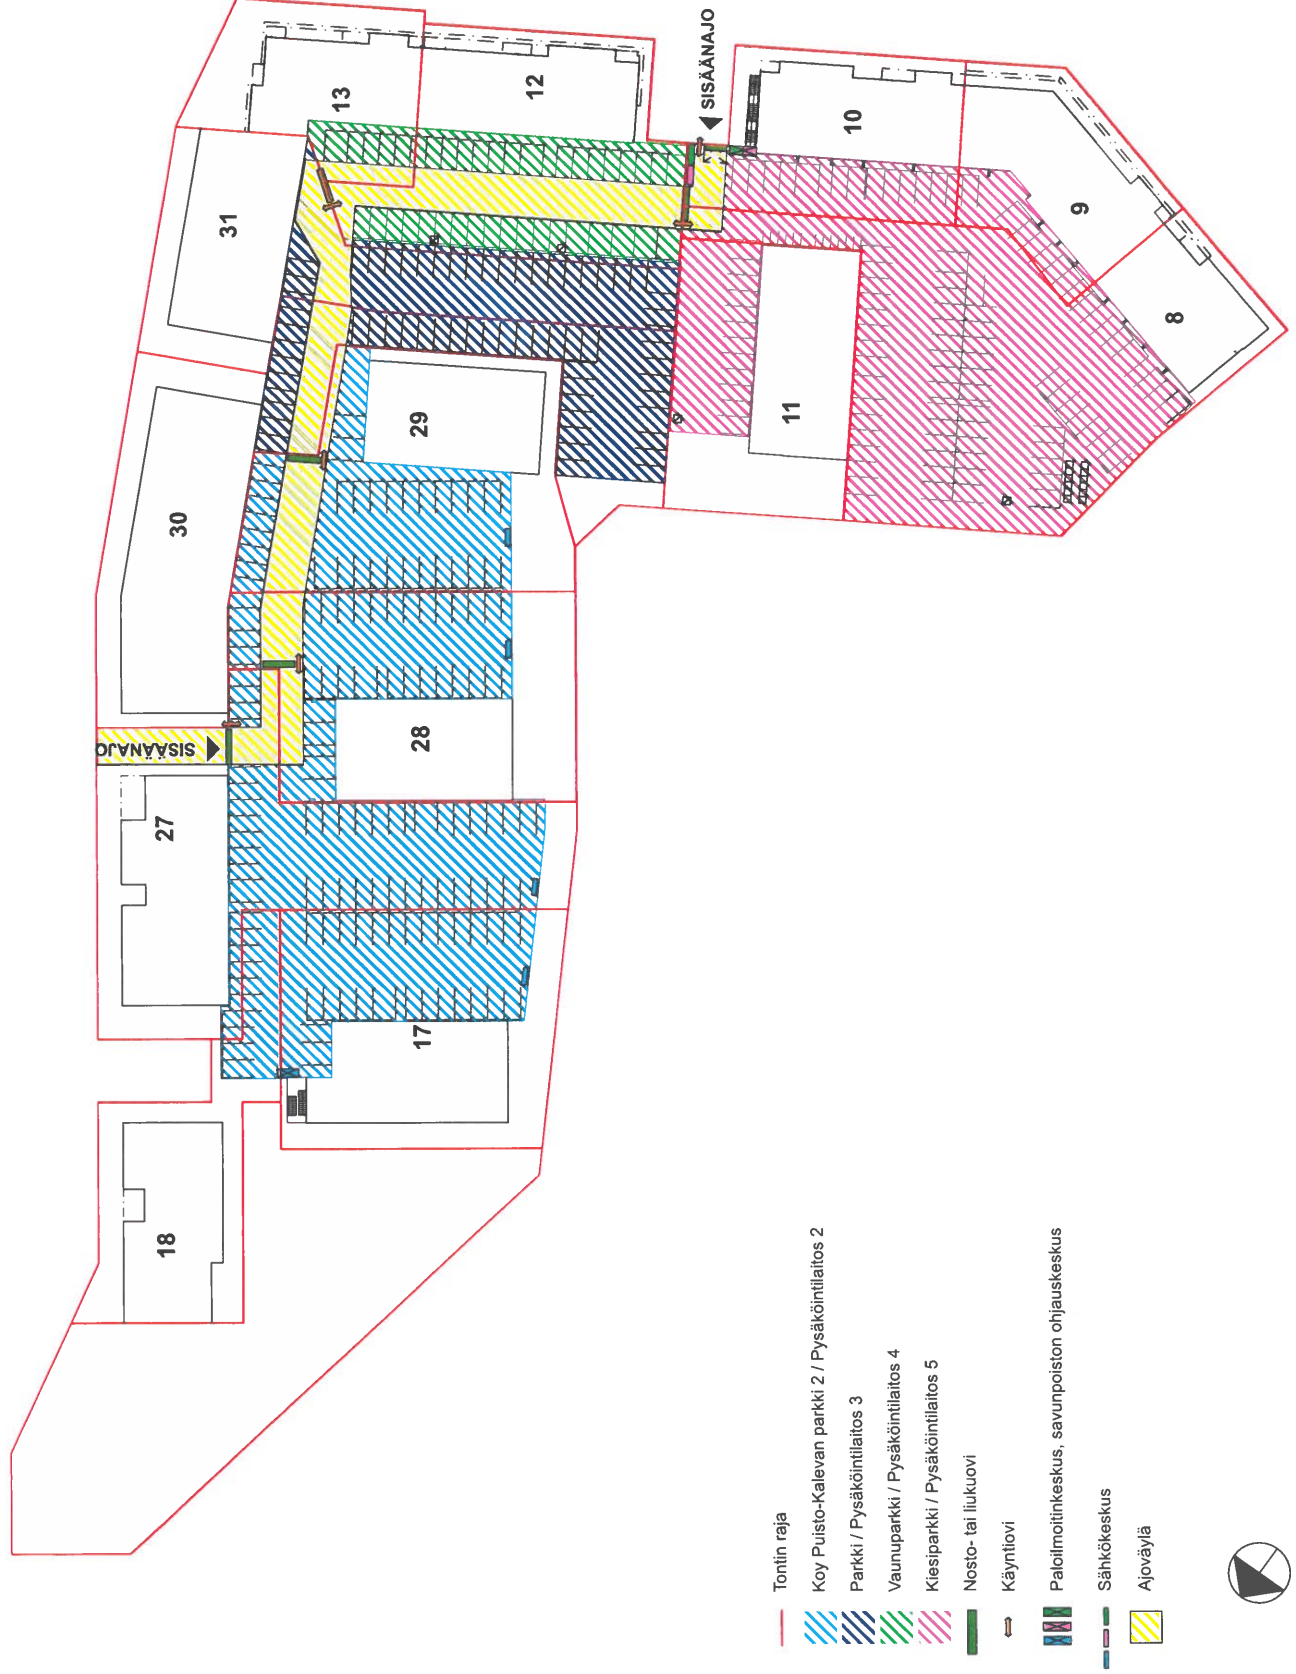 13
12
SISÄÄNAJO
10
31
9
8
29
11
30
28
SISÄÄNAJO
27
17
18
Tontin raja
Koy Puisto-Kalevan parkki 2 / Pysäköintilaitos 2
Parkki / Pysäköintilaitos 3
Vaunuparkki / Pysäköintilaitos 4
Kiesiparkki / Pysäköintilaitos 5
Nosto- tai liukuovi
Käyntiovi
Paloilmoitinkeskus, savunpoiston ohjauskeskus
Sähkökeskus
Ajoväylä